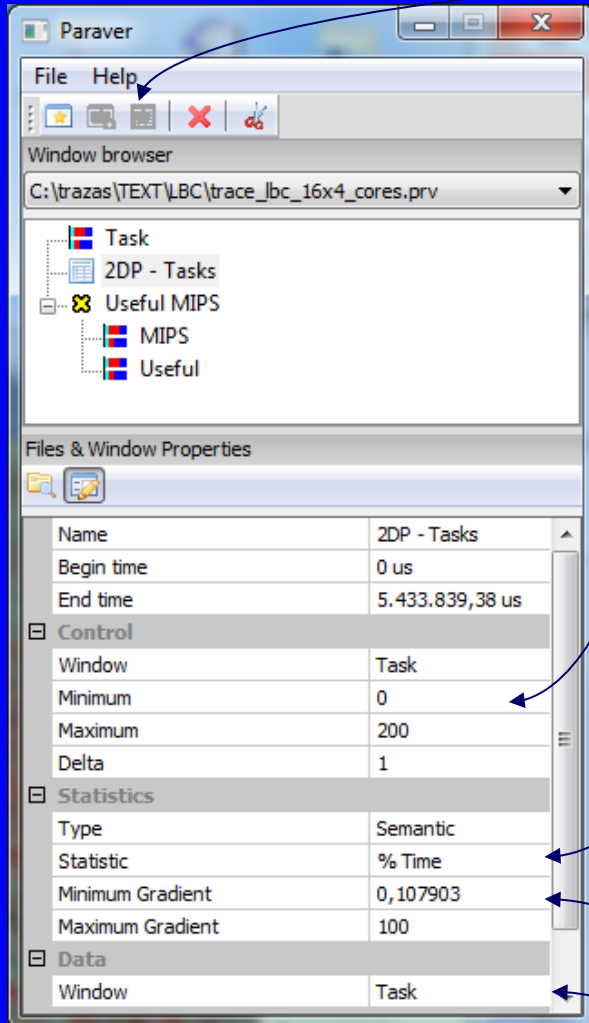 Paraver
File Help
Window browser
C:\trazas\TEXT\LBC\trace_lbc_16x4_cores.prv
Task
2DP - Tasks
Useful MIPS
MIPS
Useful
Files & Window Properties
Name 2DP - Tasks
Begin time 0 us
End time 5.433.839,38 us
Control
Window Task
Minimum 0
Maximum 200
Delta 1
Statistics
Type Semantic
Statistic % Time
Minimum Gradient 0,107903
Maximum Gradient 100
Data
Window Task